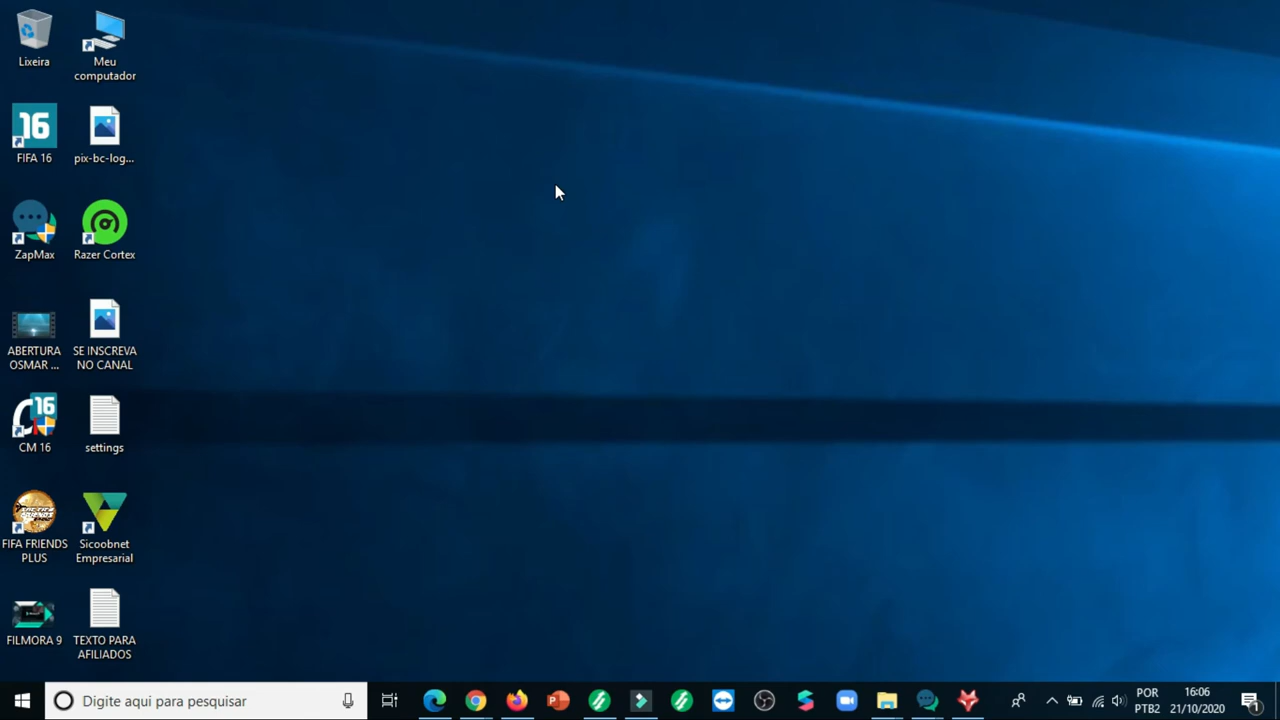 Lixeira
Meu
computador
16
FIFA 16
pix-bc-log...
ZapMax
Razer Cortex
ABERTURA
OSMAR ...
SE INSCREVA
NO CANAL
16
CM 16
settings
FIFA FRIENDS
PLUS
Sicoobnet
Empresarial
FILMORA 9
TEXTO PARA
AFILIADOS
Digite aqui para pesquisar
POR
PTB2
16:06
21/10/2020
1